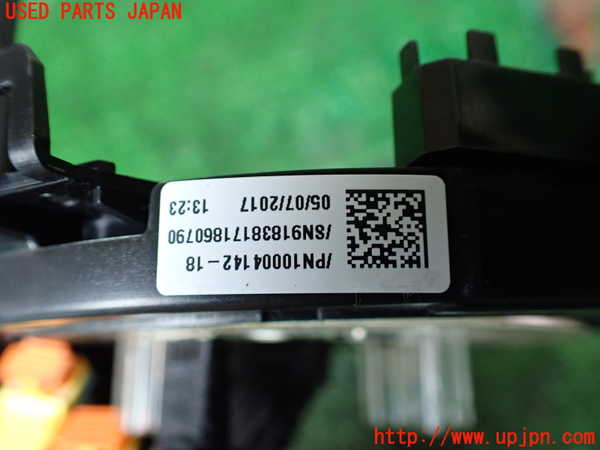 USED PARTS JAPAN
/PN10004142-18
/SN91838171860790
05/07/2017 13:23
http://www.upjpn.com/